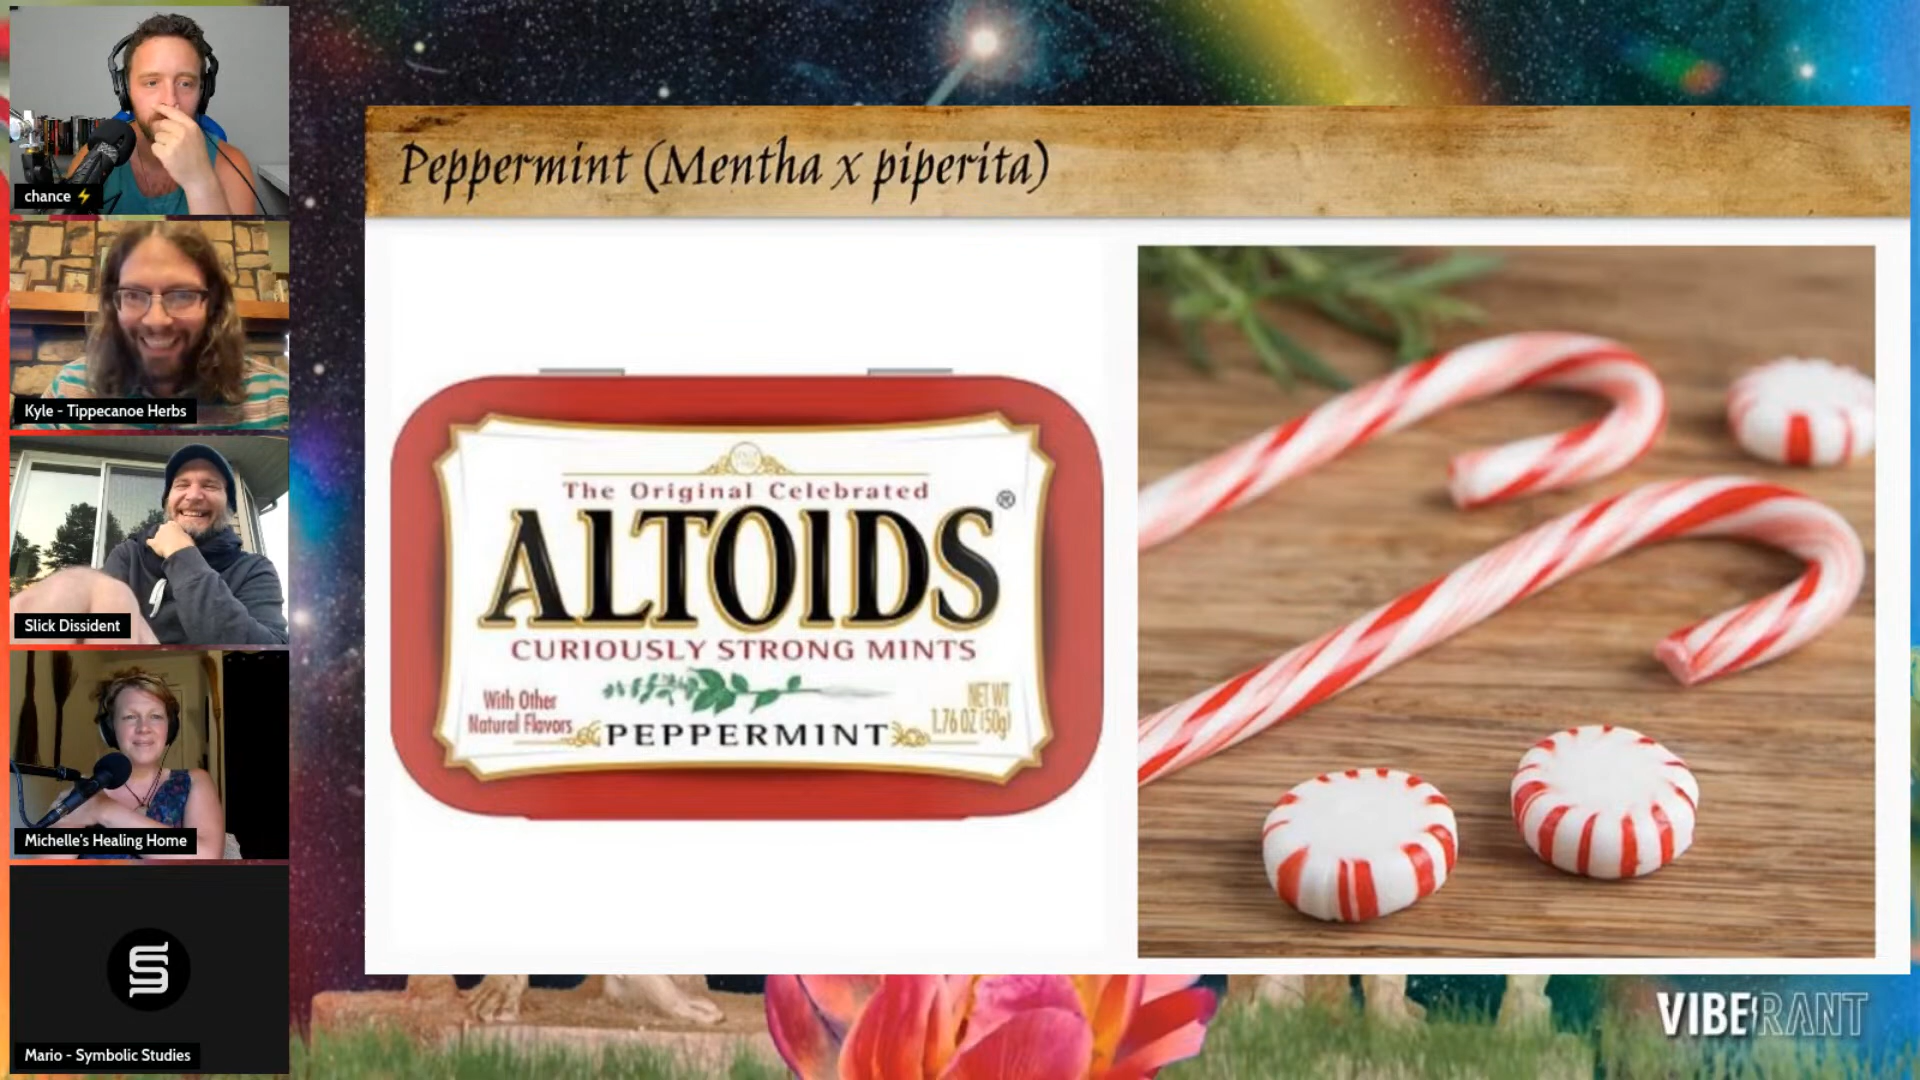 chance
Kyle - Tippecanoe Herbs
Slick Dissident
Michelle's Healing Home
Mario - Symbolic Studies
Peppermint (Mentha x piperita)
The Original Celebrated
ALTOIDS®
CURIOUSLY STRONG MINTS
With Other
Natural Flavors
PEPPERMINT
NET WT
1.76 OZ (50g)
VIBERANT